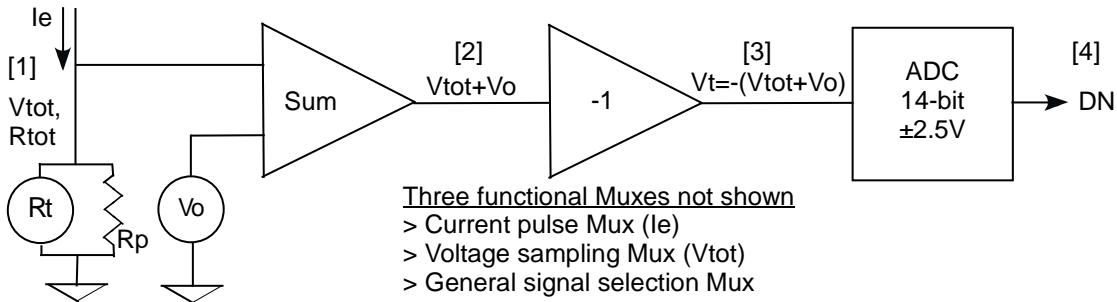 Ie
[1]
Vtot,
Rtot
Rt
Rp
Vo
Sum
[2]
Vtot+Vo
-1
[3]
Vt=-(Vtot+Vo)
ADC
14-bit
±2.5V
[4]
DN
Three functional Muxes not shown
> Current pulse Mux (Ie)
> Voltage sampling Mux (Vtot)
> General signal selection Mux